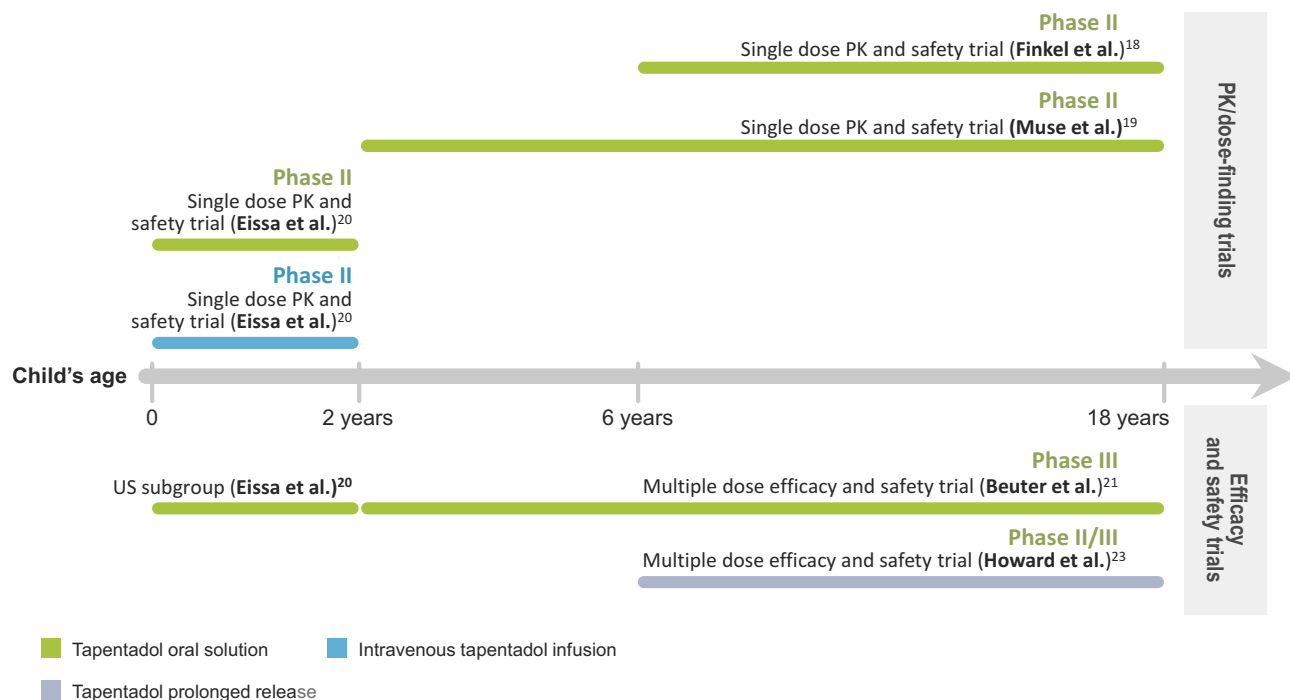 Phase II
Single dose PK and safety trial (Finkel et al.)18
Phase II
Single dose PK and safety trial (Muse et al.)19
Phase II
Single dose PK and
safety trial (Eissa et al.)20
Phase II
Single dose PK and
safety trial (Eissa et al.)20
PK/dose-finding trials
Child's age
0
2 years
6 years
18 years
US subgroup (Eissa et al.)20
Phase III
Multiple dose efficacy and safety trial (Beuter et al.)21
Phase II/III
Multiple dose efficacy and safety trial (Howard et al.)23
Efficacy
and safety trials
Tapentadol oral solution
Intravenous tapentadol infusion
Tapentadol prolonged release